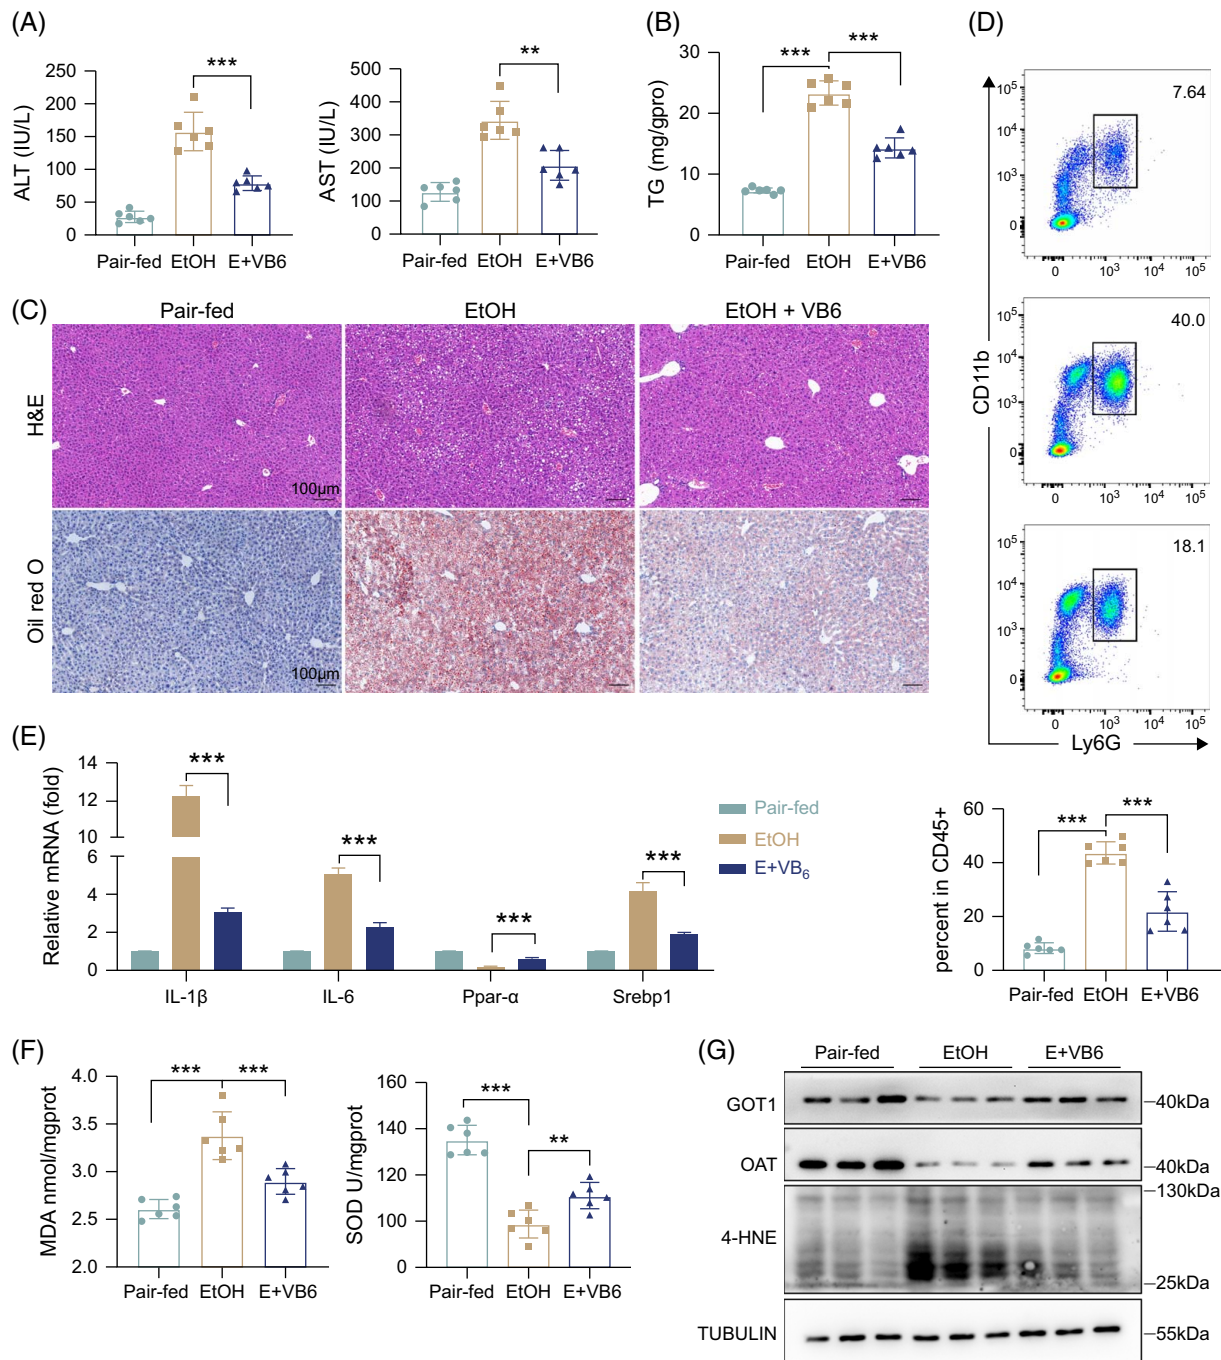 (A)
ALT (IU/L)
250
200
150
100
50
0
***
Pair-fed EtOH E+VB6
AST (IU/L)
500
400
300
200
100
0
**
Pair-fed EtOH E+VB6
(B)
TG (mg/gpro)
30
20
10
0
*** ***
Pair-fed EtOH E+VB6
(C)
Pair-fed EtOH EtOH + VB6
H&E
100μm
Oil red O
100μm
(D)
CD11b
7.64
10⁵
10⁴
10³
0
0 10³ 10⁴ 10⁵
40.0
10⁵
10⁴
10³
0
0 10³ 10⁴ 10⁵
18.1
10⁵
10⁴
10³
0
0 10³ 10⁴ 10⁵
Ly6G
percent in CD45+
60
40
20
0
*** ***
Pair-fed EtOH E+VB6
(E)
Relative mRNA (fold)
14
12
10
6
4
2
0
***
***
***
***
IL-1β IL-6 Ppar-α Srebp1
Pair-fed
EtOH
E+VB₆
(F)
MDA nmol/mgprot
4.0
3.5
3.0
2.5
2.0
*** ***
Pair-fed EtOH E+VB6
SOD U/mgprot
160
140
120
100
0
***
**
Pair-fed EtOH E+VB6
(G)
Pair-fed EtOH E+VB6
GOT1 40kDa
OAT 40kDa
130kDa
4-HNE
25kDa
TUBULIN 55kDa